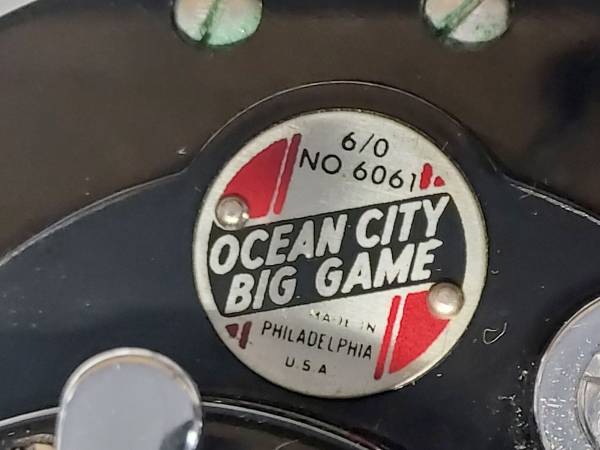 6/0
NO. 6061
OCEAN CITY
BIG GAME
MADE IN
PHILADELPHIA
U.S.A